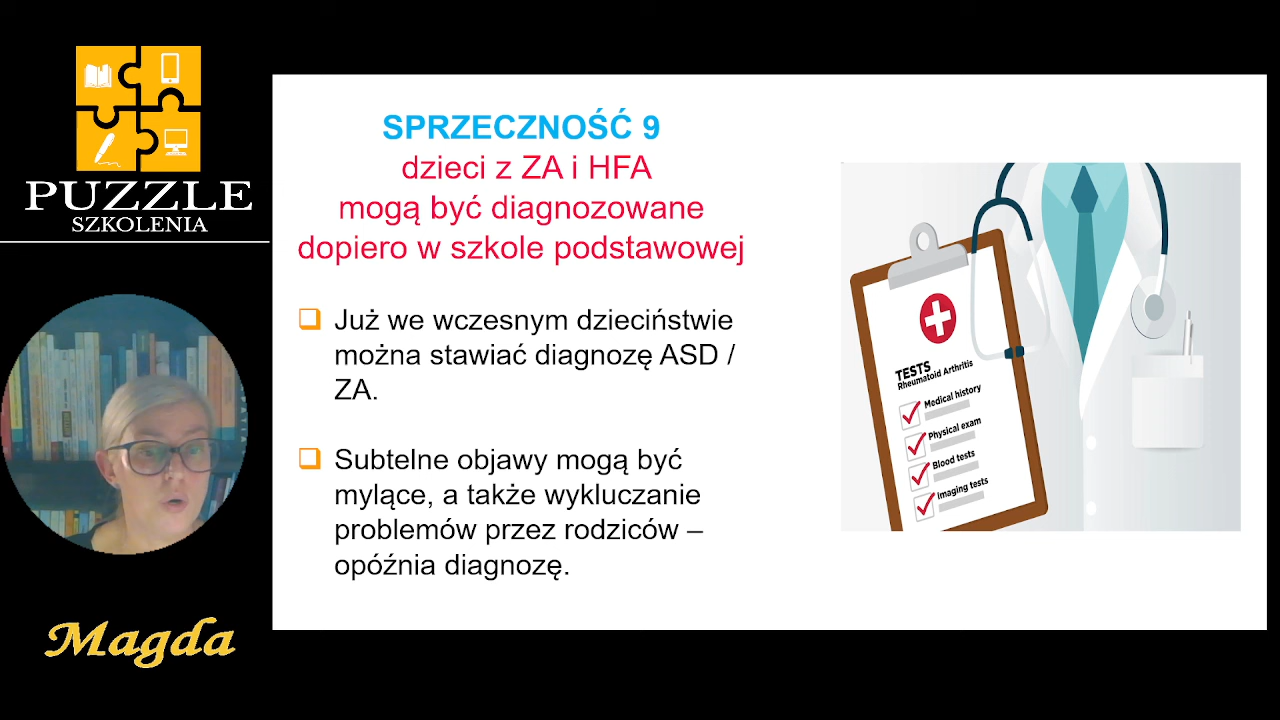 PUZZLE
SZKOLENIA
Magda
SPRZECZNOŚĆ 9
dzieci z ZA i HFA
mogą być diagnozowane
dopiero w szkole podstawowej
Już we wczesnym dzieciństwie
można stawiać diagnozę ASD /
ZA.
Subtelne objawy mogą być
mylące, a także wykluczanie
problemów przez rodziców –
opóźnia diagnozę.
TESTS
Rheumatoid Arthritis
Medical history
Physical exam
Blood tests
Imaging tests